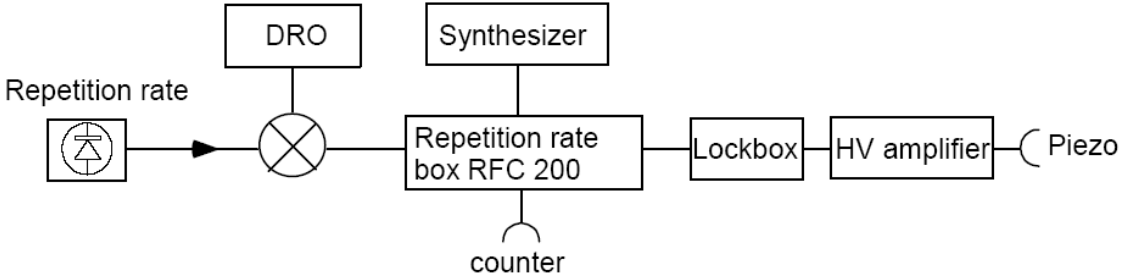 DRO
Synthesizer
Repetition rate
Repetition rate
box RFC 200
Lockbox
HV amplifier
Piezo
counter